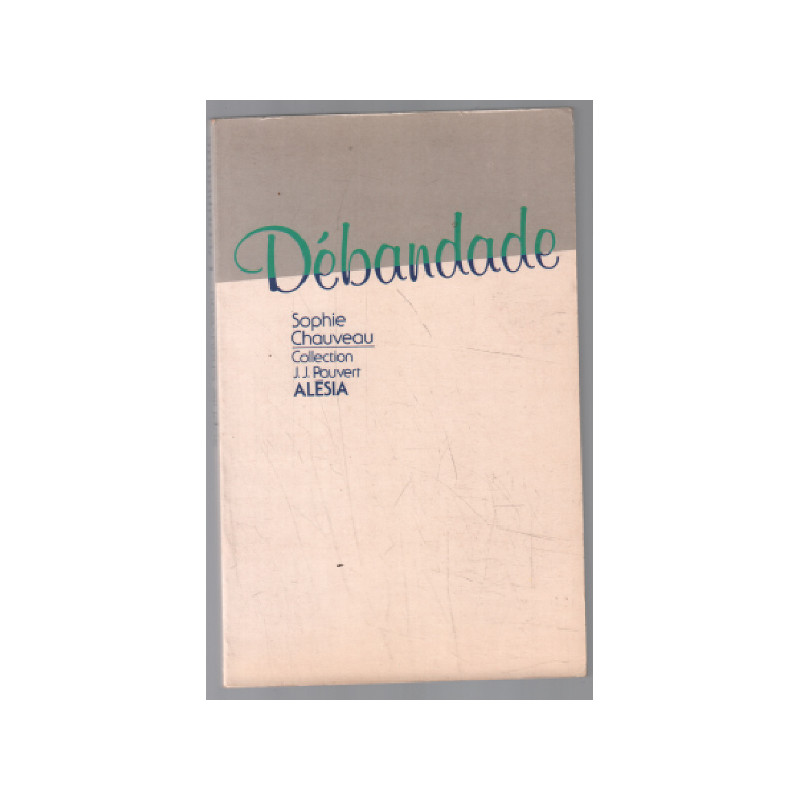 Débandade
Sophie
Chauveau
Collection
J.J. Pauvert
ALESIA